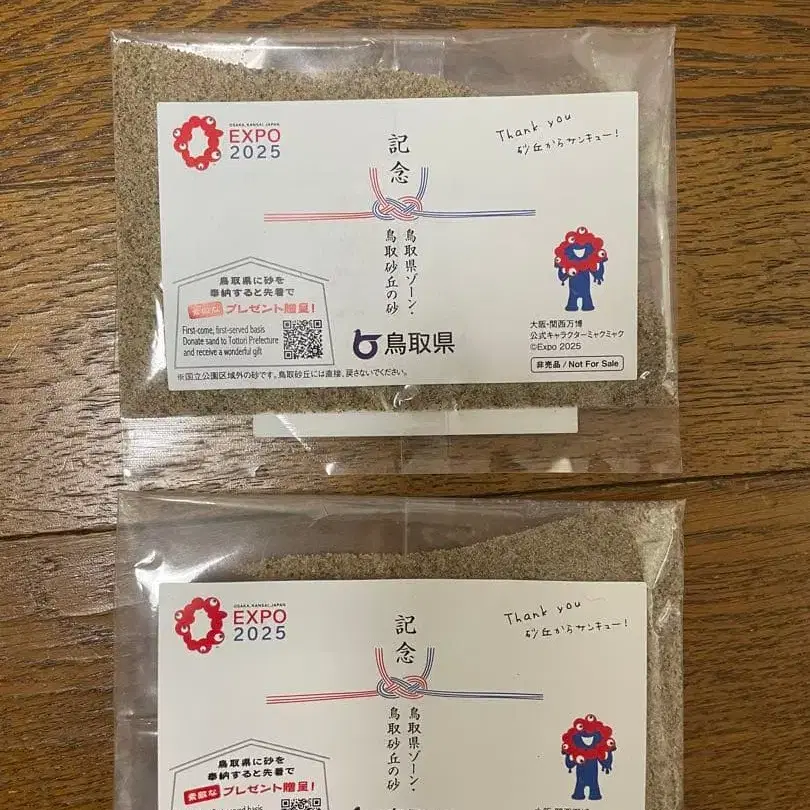 OSAKA, KANSAI, JAPAN
EXPO
2025
記念
Thank you
砂丘からサンキュー!
鳥取県ゾーン・
鳥取砂丘の砂
鳥取県に砂を
奉納すると先着で
素敵な プレゼント贈呈!
First-come, first-served basis
Donate sand to Tottori Prefecture
and receive a wonderful gift
鳥取県
大阪・関西万博
公式キャラクターミャクミャク
©Expo 2025
非売品 / Not For Sale
※国立公園区域外の砂です。鳥取砂丘には直接、戻さないでください。
OSAKA, KANSAI, JAPAN
EXPO
2025
記念
Thank you
砂丘からサンキュー!
鳥取県ゾーン・
鳥取砂丘の砂
鳥取県に砂を
奉納すると先着で
素敵な プレゼント贈呈!